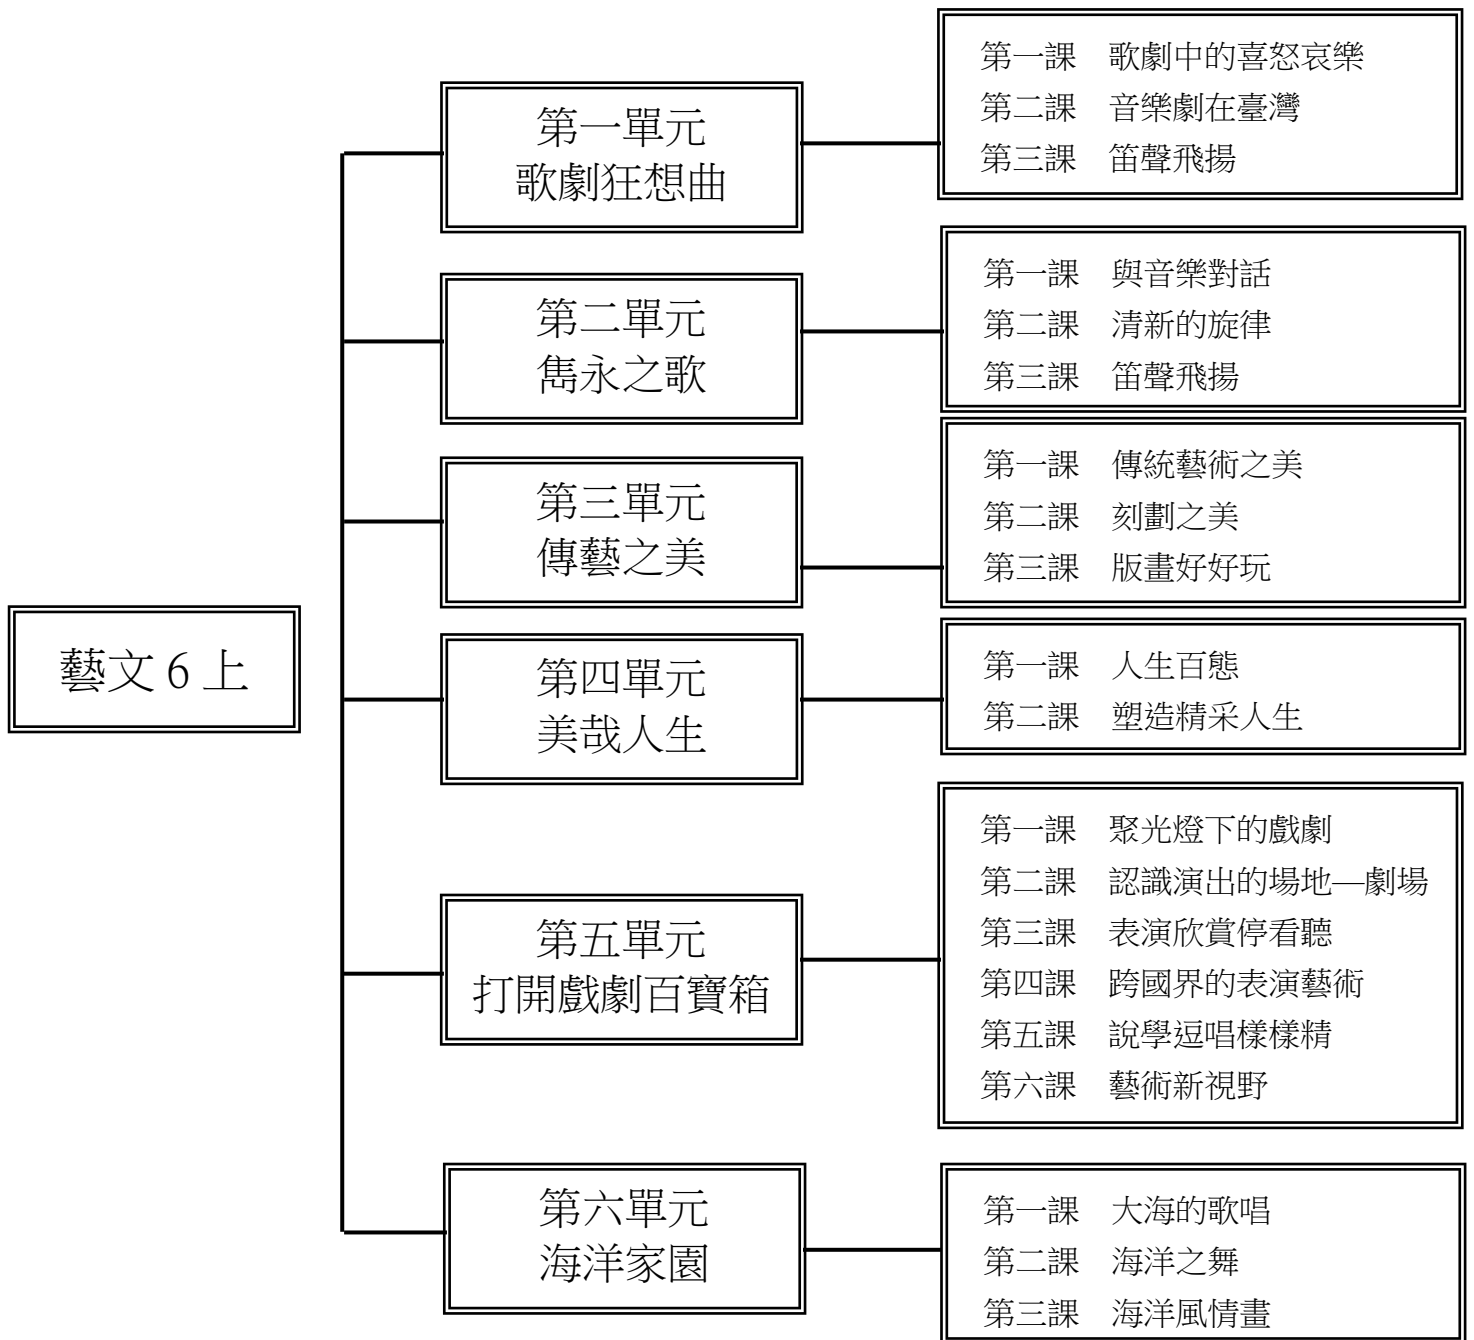 藝文6上
第一單元
歌劇狂想曲
第一課　歌劇中的喜怒哀樂
第二課　音樂劇在臺灣
第三課　笛聲飛揚
第二單元
雋永之歌
第一課　與音樂對話
第二課　清新的旋律
第三課　笛聲飛揚
第三單元
傳藝之美
第一課　傳統藝術之美
第二課　刻劃之美
第三課　版畫好好玩
第四單元
美哉人生
第一課　人生百態
第二課　塑造精采人生
第五單元
打開戲劇百寶箱
第一課　聚光燈下的戲劇
第二課　認識演出的場地—劇場
第三課　表演欣賞停看聽
第四課　跨國界的表演藝術
第五課　說學逗唱樣樣精
第六課　藝術新視野
第六單元
海洋家園
第一課　大海的歌唱
第二課　海洋之舞
第三課　海洋風情畫